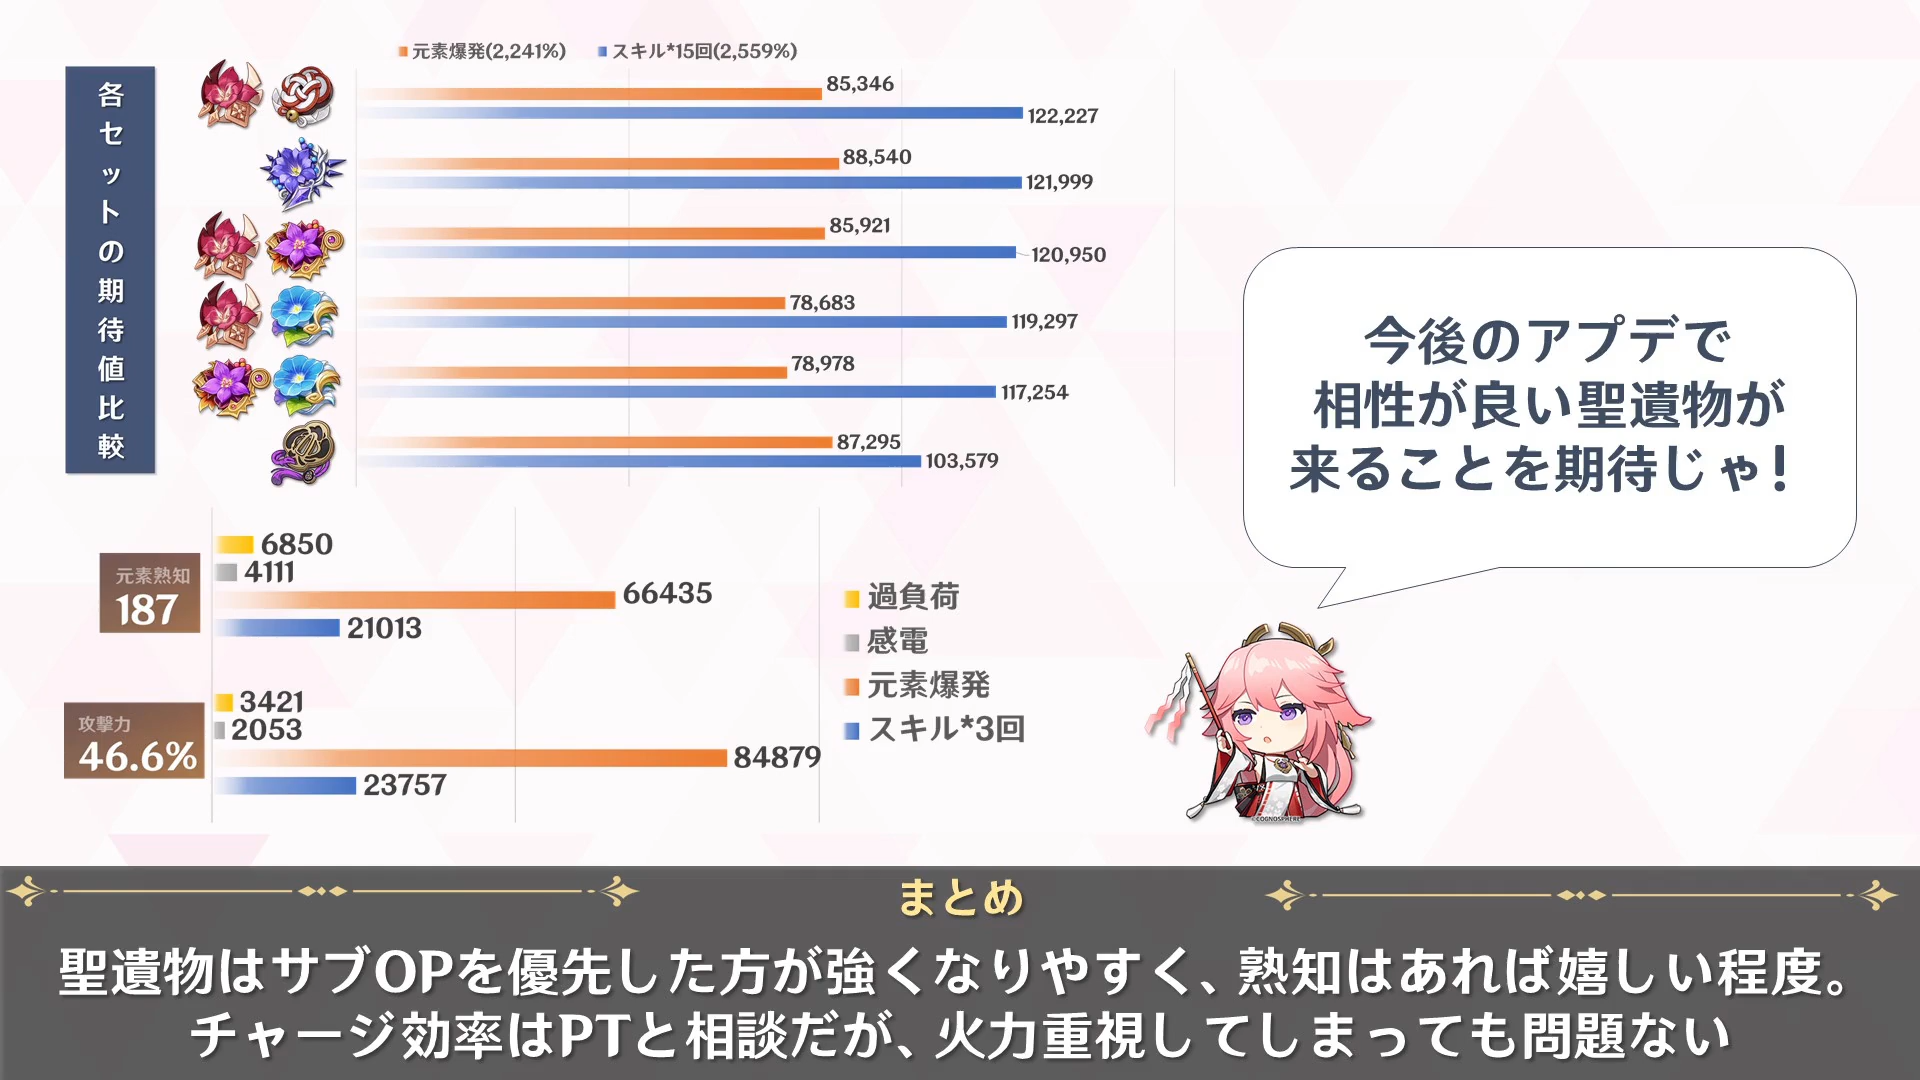 元素爆発(2,241%)
スキル*15回(2,559%)
各セットの期待値比較
85,346
122,227
88,540
121,999
85,921
120,950
78,683
119,297
78,978
117,254
87,295
103,579
元素熟知
187
6850
4111
66435
21013
攻撃力
46.6%
3421
2053
84879
23757
過負荷
感電
元素爆発
スキル*3回
今後のアプデで
相性が良い聖遺物が
来ることを期待じゃ!
©COGNOSPHERE
まとめ
聖遺物はサブOPを優先した方が強くなりやすく、熟知はあれば嬉しい程度。
チャージ効率はPTと相談だが、火力重視してしまっても問題ない